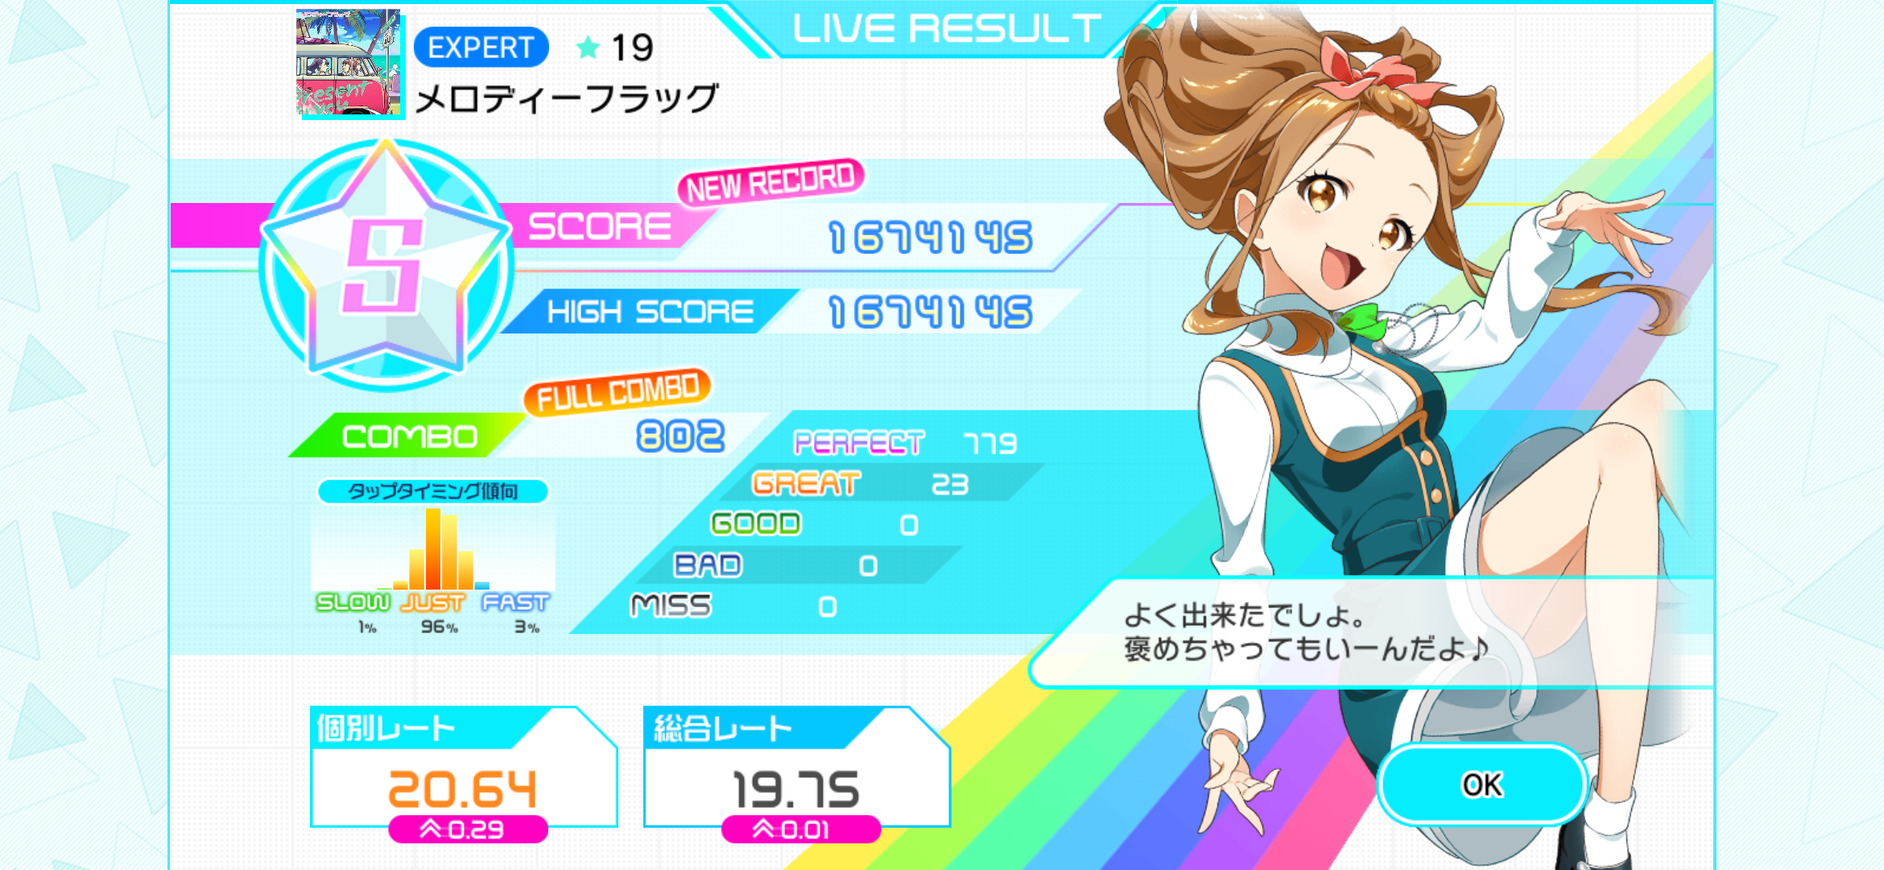 LIVE RESULT
EXPERT ★ 19
メロディーフラッグ
present
S
NEW RECORD
SCORE 1674145
HIGH SCORE 1674145
FULL COMBO
COMBO 802
PERFECT 779
GREAT 23
GOOD 0
BAD 0
MISS 0
タップタイミング傾向
SLOW JUST FAST
1% 96% 3%
よく出来たでしょ。
褒めちゃってもいーんだよ♪
個別レート
20.64
0.29
総合レート
19.75
0.01
OK